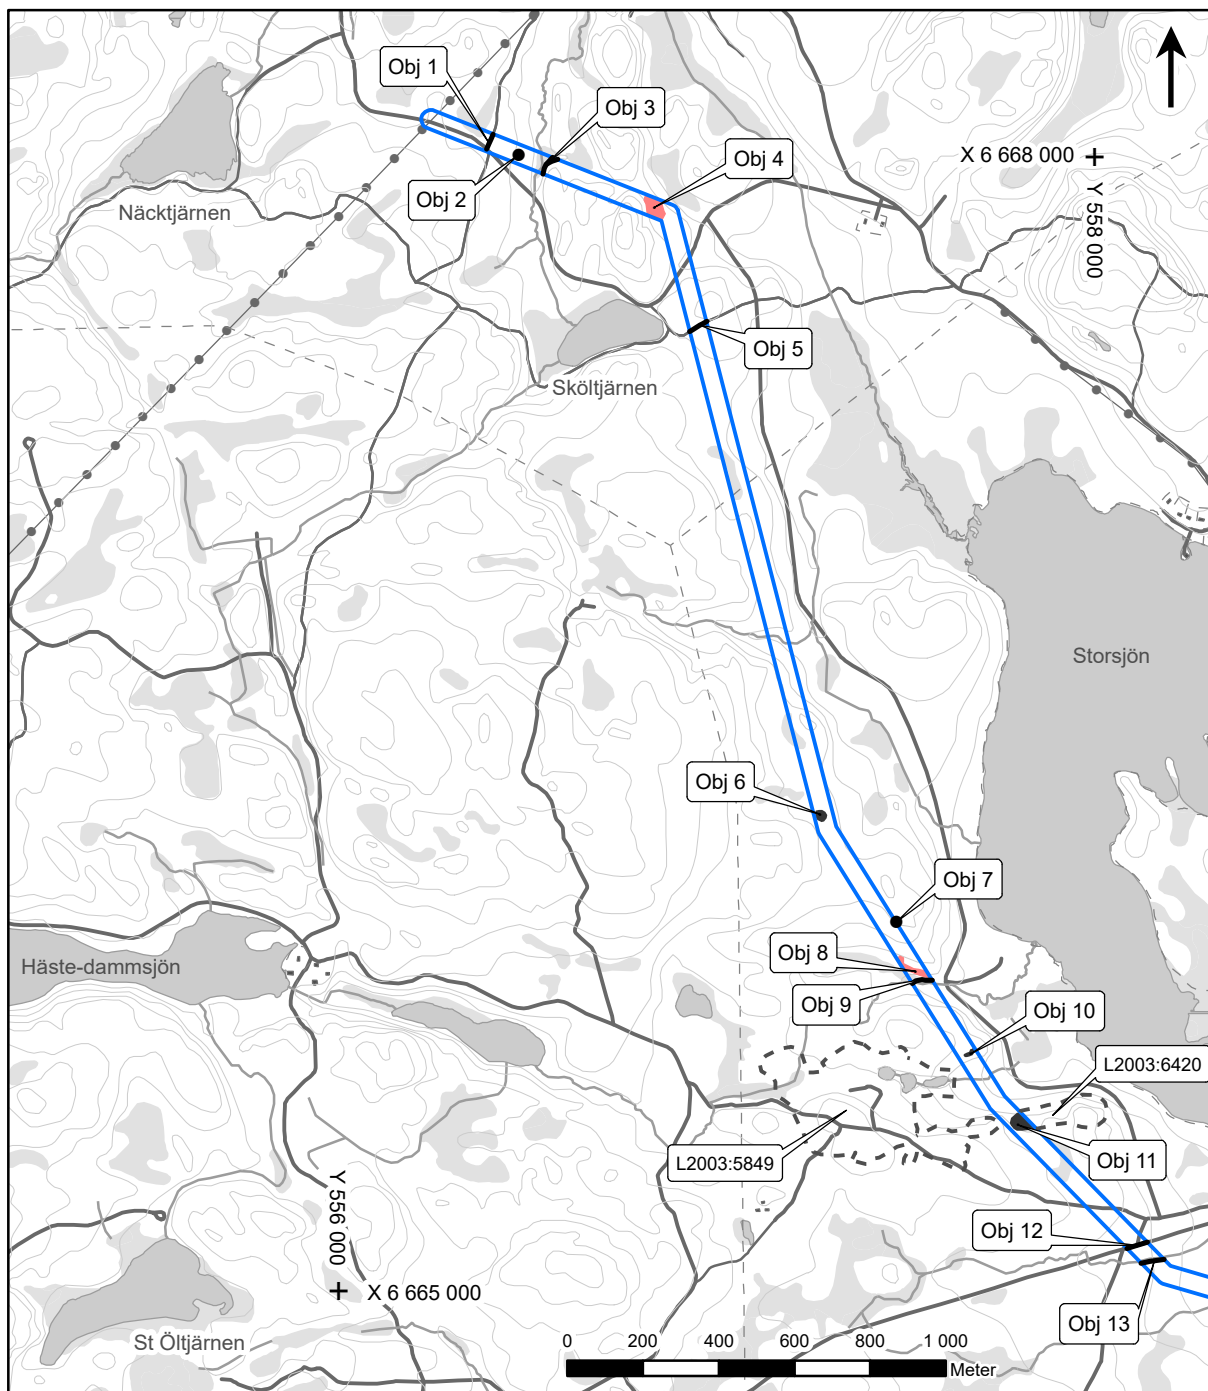 Obj 1
Obj 3
Obj 4
X 6 668 000
Y 558 000
Obj 2
Näcktjärnen
Obj 5
Sköltjärnen
Storsjön
Obj 6
Obj 7
Obj 8
Häste-dammsjön
Obj 9
Obj 10
L2003:6420
L2003:5849
Obj 11
Y 556 000
Obj 12
X 6 665 000
Obj 13
St Öltjärnen
0 200 400 600 800 1 000
Meter